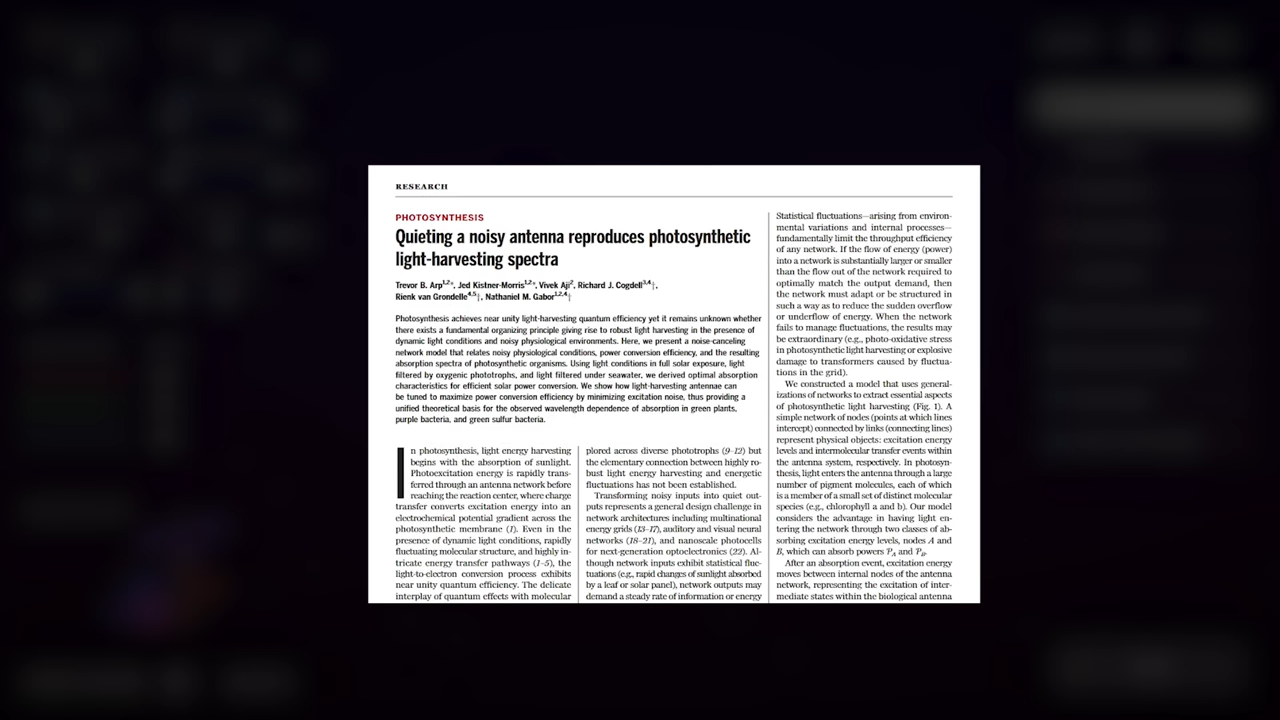 RESEARCH
PHOTOSYNTHESIS
Quieting a noisy antenna reproduces photosynthetic
light-harvesting spectra
Trevor B. Arp1,2*, Jed Kistner-Morris1,2*, Vivek Aji2, Richard J. Cogdell3,4†,
Rienk van Grondelle4,5†, Nathaniel M. Gabor1,2,4†
Photosynthesis achieves near unity light-harvesting quantum efficiency yet it remains unknown whether
there exists a fundamental organizing principle giving rise to robust light harvesting in the presence of
dynamic light conditions and noisy physiological environments. Here, we present a noise-canceling
network model that relates noisy physiological conditions, power conversion efficiency, and the resulting
absorption spectra of photosynthetic organisms. Using light conditions in full solar exposure, light
filtered by oxygenic phototrophs, and light filtered under seawater, we derived optimal absorption
characteristics for efficient solar power conversion. We show how light-harvesting antennae can
be tuned to maximize power conversion efficiency by minimizing excitation noise, thus providing a
unified theoretical basis for the observed wavelength dependence of absorption in green plants,
purple bacteria, and green sulfur bacteria.
In photosynthesis, light energy harvesting
begins with the absorption of sunlight.
Photoexcitation energy is rapidly trans-
ferred through an antenna network before
reaching the reaction center, where charge
transfer converts excitation energy into an
electrochemical potential gradient across the
photosynthetic membrane (1). Even in the
presence of dynamic light conditions, rapidly
fluctuating molecular structure, and highly in-
tricate energy transfer pathways (1–5), the
light-to-electron conversion process exhibits
near unity quantum efficiency. The delicate
interplay of quantum effects with molecular
plored across diverse phototrophs (9–12) but
the elementary connection between highly ro-
bust light harvesting and energetic
fluctuations has not been established.
Transforming noisy inputs into quiet out-
puts represents a general design challenge in
network architectures including multinational
energy grids (13–17), auditory and visual neural
networks (18–21), and nanoscale photocells
for next-generation optoelectronics (22). Al-
though network inputs exhibit statistical fluc-
tuations (e.g., rapid changes of sunlight absorbed
by a leaf or solar panel), network outputs may
demand a steady rate of information or energy
Statistical fluctuations—arising from environ-
mental variations and internal processes—
fundamentally limit the throughput efficiency
of any network. If the flow of energy (power)
into a network is substantially larger or smaller
than the flow out of the network required to
optimally match the output demand, then
the network must adapt or be structured in
such a way as to reduce the sudden overflow
or underflow of energy. When the network
fails to manage fluctuations, the results may
be extraordinary (e.g., photo-oxidative stress
in photosynthetic light harvesting or explosive
damage to transformers caused by fluctua-
tions in the grid).
We constructed a model that uses general-
izations of networks to extract essential aspects
of photosynthetic light harvesting (Fig. 1). A
simple network of nodes (points at which lines
intercept) connected by links (connecting lines)
represent physical objects: excitation energy
levels and intermolecular transfer events within
the antenna system, respectively. In photosyn-
thesis, light enters the antenna through a large
number of pigment molecules, each of which
is a member of a small set of distinct molecular
species (e.g., chlorophyll a and b). Our model
considers the advantage in having light en-
tering the network through two classes of ab-
sorbing excitation energy levels, nodes A and
B, which can absorb powers PA and PB.
After an absorption event, excitation energy
moves between internal nodes of the antenna
network, representing the excitation of inter-
mediate states within the biological antenna